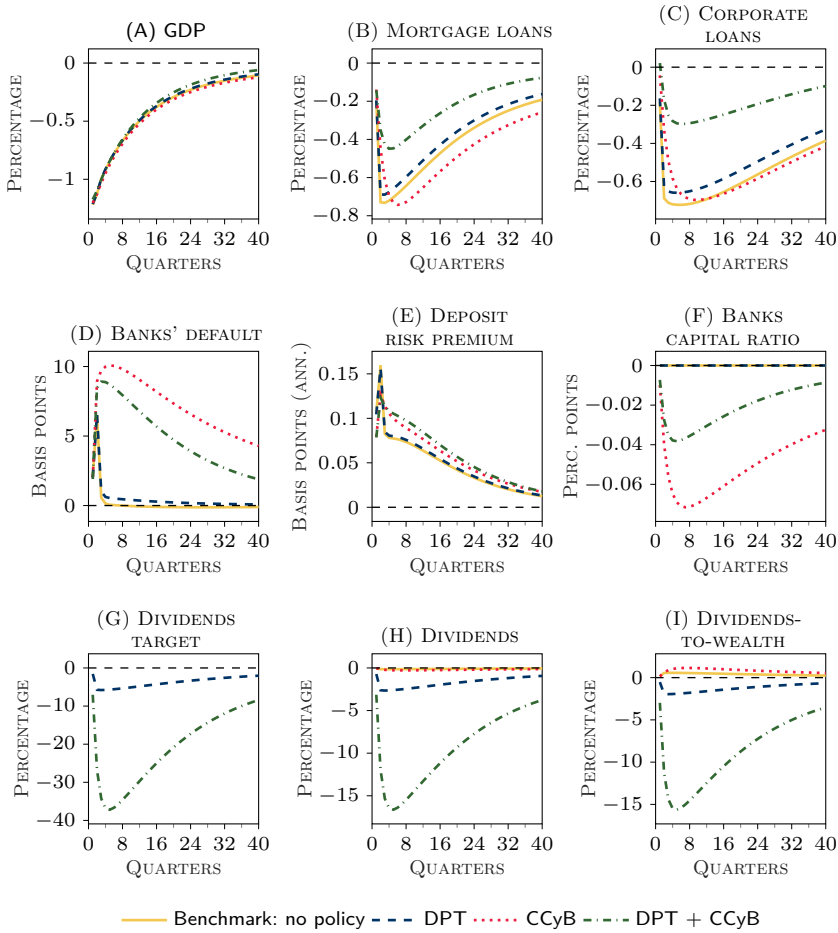 (A) GDP
(B) Mortgage loans
(C) Corporate
loans
Percentage
0
−0.5
−1
0 8 16 24 32 40
Quarters
Percentage
0
−0.2
−0.4
−0.6
−0.8
0 8 16 24 32 40
Quarters
Percentage
0
−0.2
−0.4
−0.6
0 8 16 24 32 40
Quarters
(D) Banks' default
(E) Deposit
risk premium
(F) Banks
capital ratio
Basis points
10
5
0
0 8 16 24 32 40
Quarters
Basis points (ann.)
0.15
0.1
0.05
0
0 8 16 24 32 40
Quarters
Perc. points
0
−0.02
−0.04
−0.06
0 8 16 24 32 40
Quarters
(G) Dividends
target
(H) Dividends
(I) Dividends-
to-wealth
Percentage
0
−10
−20
−30
−40
0 8 16 24 32 40
Quarters
Percentage
0
−5
−10
−15
0 8 16 24 32 40
Quarters
Percentage
0
−5
−10
−15
0 8 16 24 32 40
Quarters
Benchmark: no policy DPT CCyB DPT + CCyB